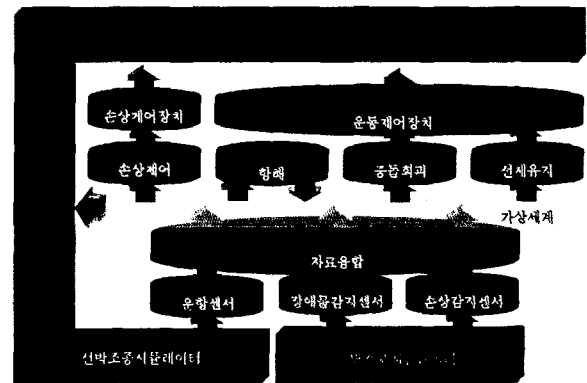 손상제어장치
운동제어장치
손상제어
항해
충돌회피
선체유지
가상세계
자료융합
운항센서
장애물감지센서
손상감지센서
선박조종시뮬레이터